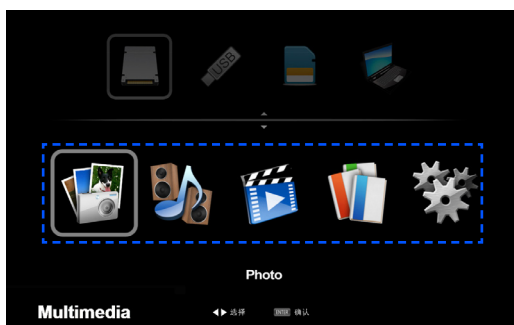 USB
Photo
Multimedia
选择
ENTER 确认